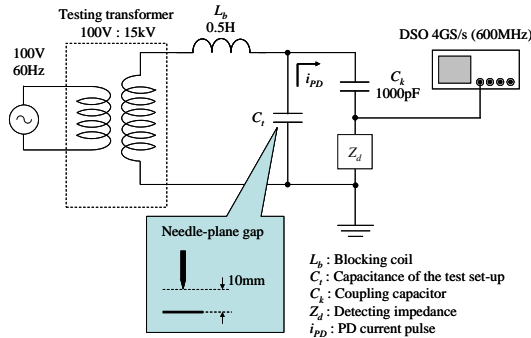 Testing transformer
100V : 15kV
100V
60Hz
L_b
0.5H
DSO 4GS/s (600MHz)
i_PD
C_k
1000pF
C_t
Z_d
Needle-plane gap
10mm
L_b : Blocking coil
C_t : Capacitance of the test set-up
C_k : Coupling capacitor
Z_d : Detecting impedance
i_PD : PD current pulse